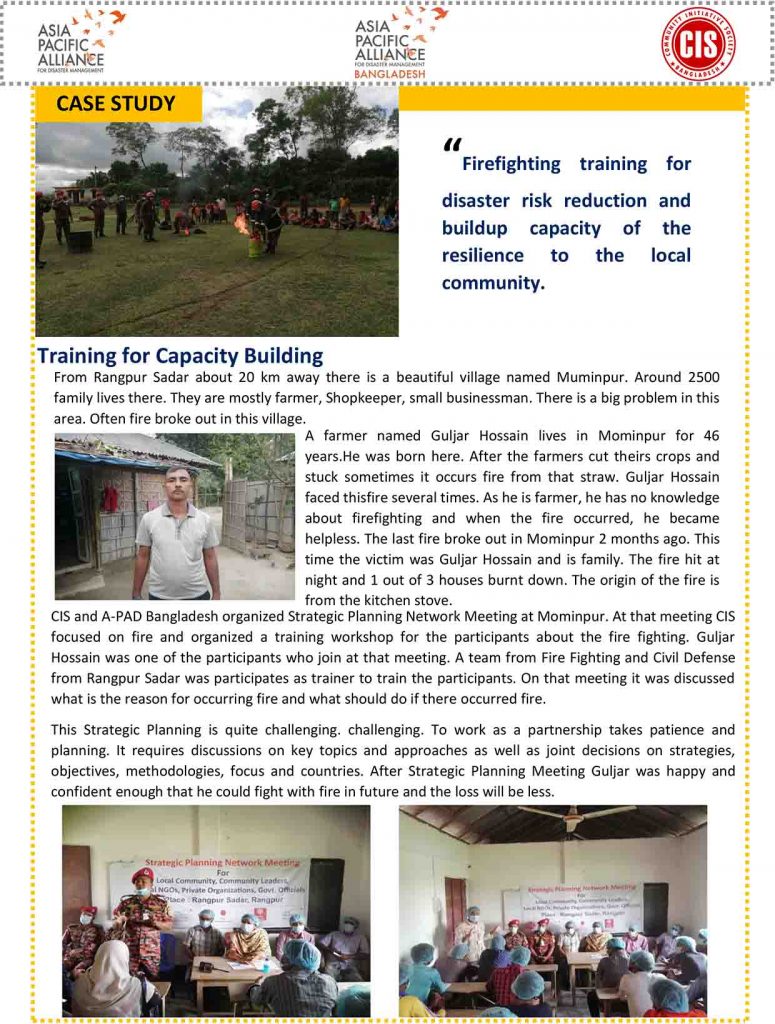 ASIA
PACIFIC
ALLIANCE
FOR DISASTER MANAGEMENT
ASIA
PACIFIC
ALLIANCE
FOR DISASTER MANAGEMENT
BANGLADESH
COMMUNITY INITIATIVE SOCIETY
CIS
BANGLADESH
CASE STUDY
“Firefighting training for
disaster risk reduction and
buildup capacity of the
resilience to the local
community.
Training for Capacity Building
From Rangpur Sadar about 20 km away there is a beautiful village named Muminpur. Around 2500
family lives there. They are mostly farmer, Shopkeeper, small businessman. There is a big problem in this
area. Often fire broke out in this village.
A farmer named Guljar Hossain lives in Mominpur for 46
years.He was born here. After the farmers cut theirs crops and
stuck sometimes it occurs fire from that straw. Guljar Hossain
faced thisfire several times. As he is farmer, he has no knowledge
about firefighting and when the fire occurred, he became
helpless. The last fire broke out in Mominpur 2 months ago. This
time the victim was Guljar Hossain and is family. The fire hit at
night and 1 out of 3 houses burnt down. The origin of the fire is
from the kitchen stove.
CIS and A-PAD Bangladesh organized Strategic Planning Network Meeting at Mominpur. At that meeting CIS
focused on fire and organized a training workshop for the participants about the fire fighting. Guljar
Hossain was one of the participants who join at that meeting. A team from Fire Fighting and Civil Defense
from Rangpur Sadar was participates as trainer to train the participants. On that meeting it was discussed
what is the reason for occurring fire and what should do if there occurred fire.
This Strategic Planning is quite challenging. challenging. To work as a partnership takes patience and
planning. It requires discussions on key topics and approaches as well as joint decisions on strategies,
objectives, methodologies, focus and countries. After Strategic Planning Meeting Guljar was happy and
confident enough that he could fight with fire in future and the loss will be less.
Strategic Planning Network Meeting
For
Local Community, Community Leaders,
al NGOs, Private Organizations, Govt. Officials
Place : Rangpur Sadar, Rangpur
Strategic Planning Network Meeting
For
Local Community, Community Leaders,
Local NGOs, Private Organizations, Govt. Officials
Place : Rangpur Sadar, Rangpur